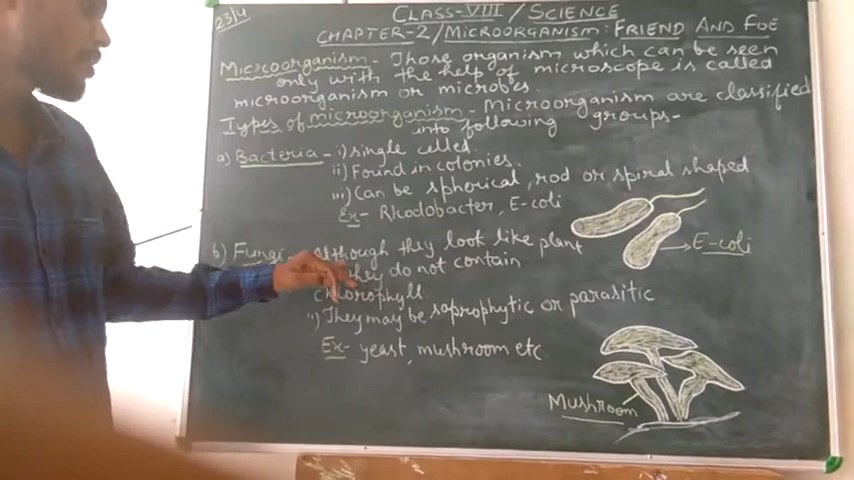 23/4
CLASS-VIII / SCIENCE
CHAPTER-2/MICROORGANISM: FRIEND AND FOE
Microorganism - Those organism which can be seen
only with the help of microscope is called
microorganism or microbes.
Types of microorganism - Microorganism are classified
into following groups-
a) Bacteria - i) single celled.
ii) Found in colonies.
iii) Can be spherical, rod or spiral shaped
Ex- Rhodobacter, E-coli
E-coli
b) Fungi - Although they look like plant
they do not contain
chlorophyll
ii) They may be saprophytic or parasitic
Ex- yeast, mushroom etc
Mushroom